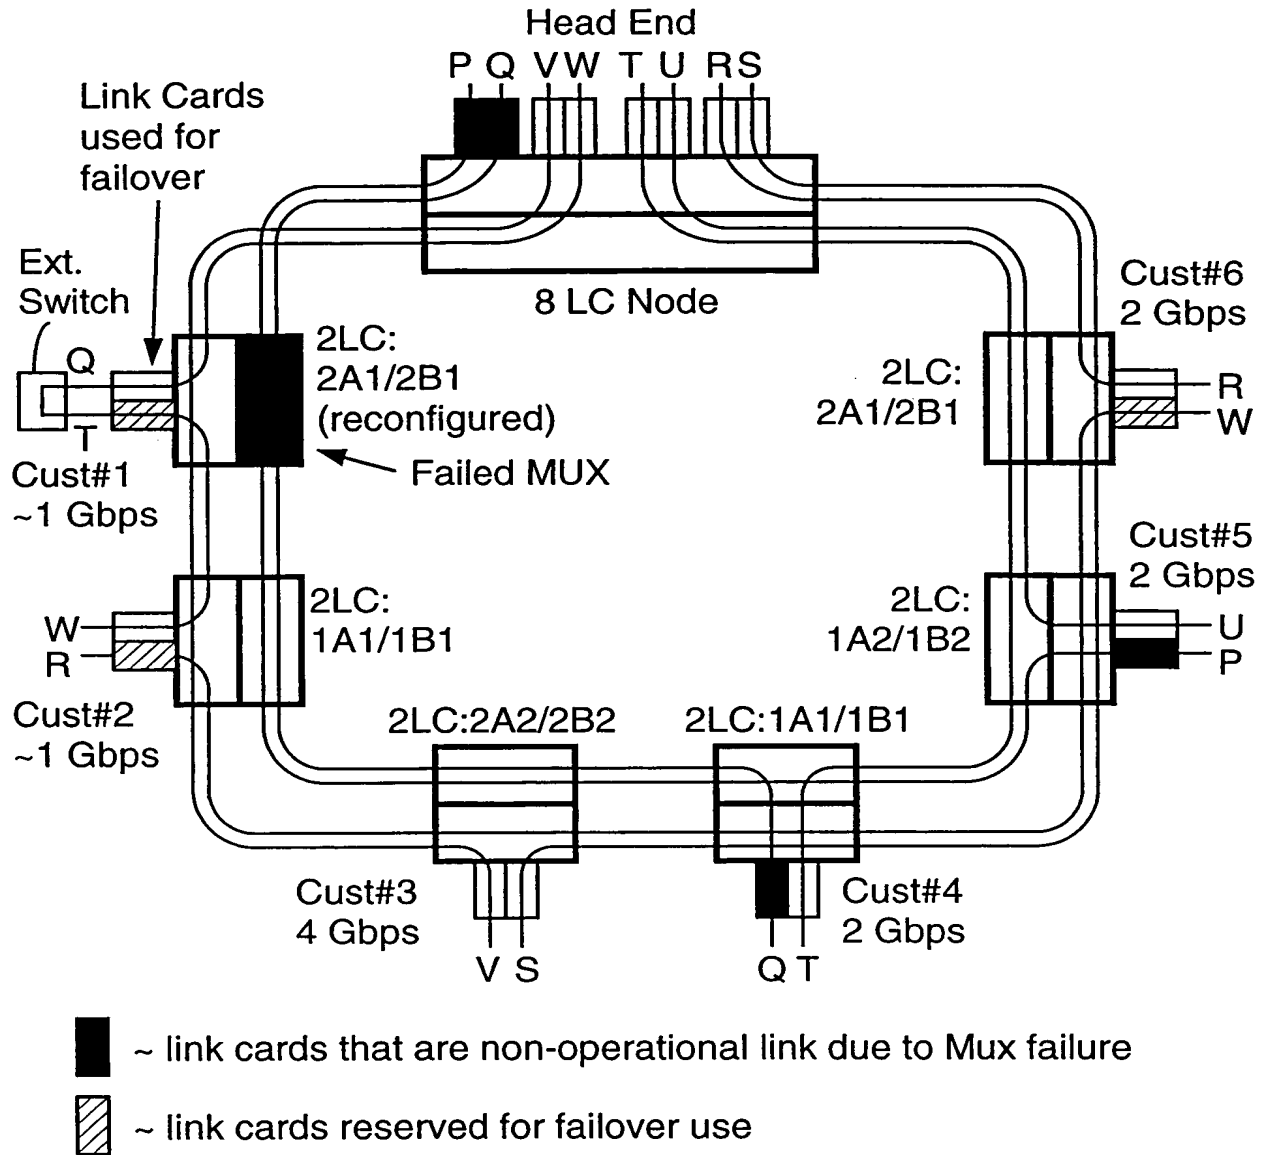 Head End
P Q V W T U R S
Link Cards
used for
failover
8 LC Node
Ext.
Switch
Q
T
Cust#1
~1 Gbps
2LC:
2A1/2B1
(reconfigured)
Failed MUX
Cust#6
2 Gbps
2LC:
2A1/2B1
R
W
W
R
Cust#2
~1 Gbps
2LC:
1A1/1B1
Cust#5
2 Gbps
2LC:
1A2/1B2
U
P
2LC:2A2/2B2
2LC:1A1/1B1
Cust#3
4 Gbps
V S
Cust#4
2 Gbps
Q T
~ link cards that are non-operational link due to Mux failure
~ link cards reserved for failover use